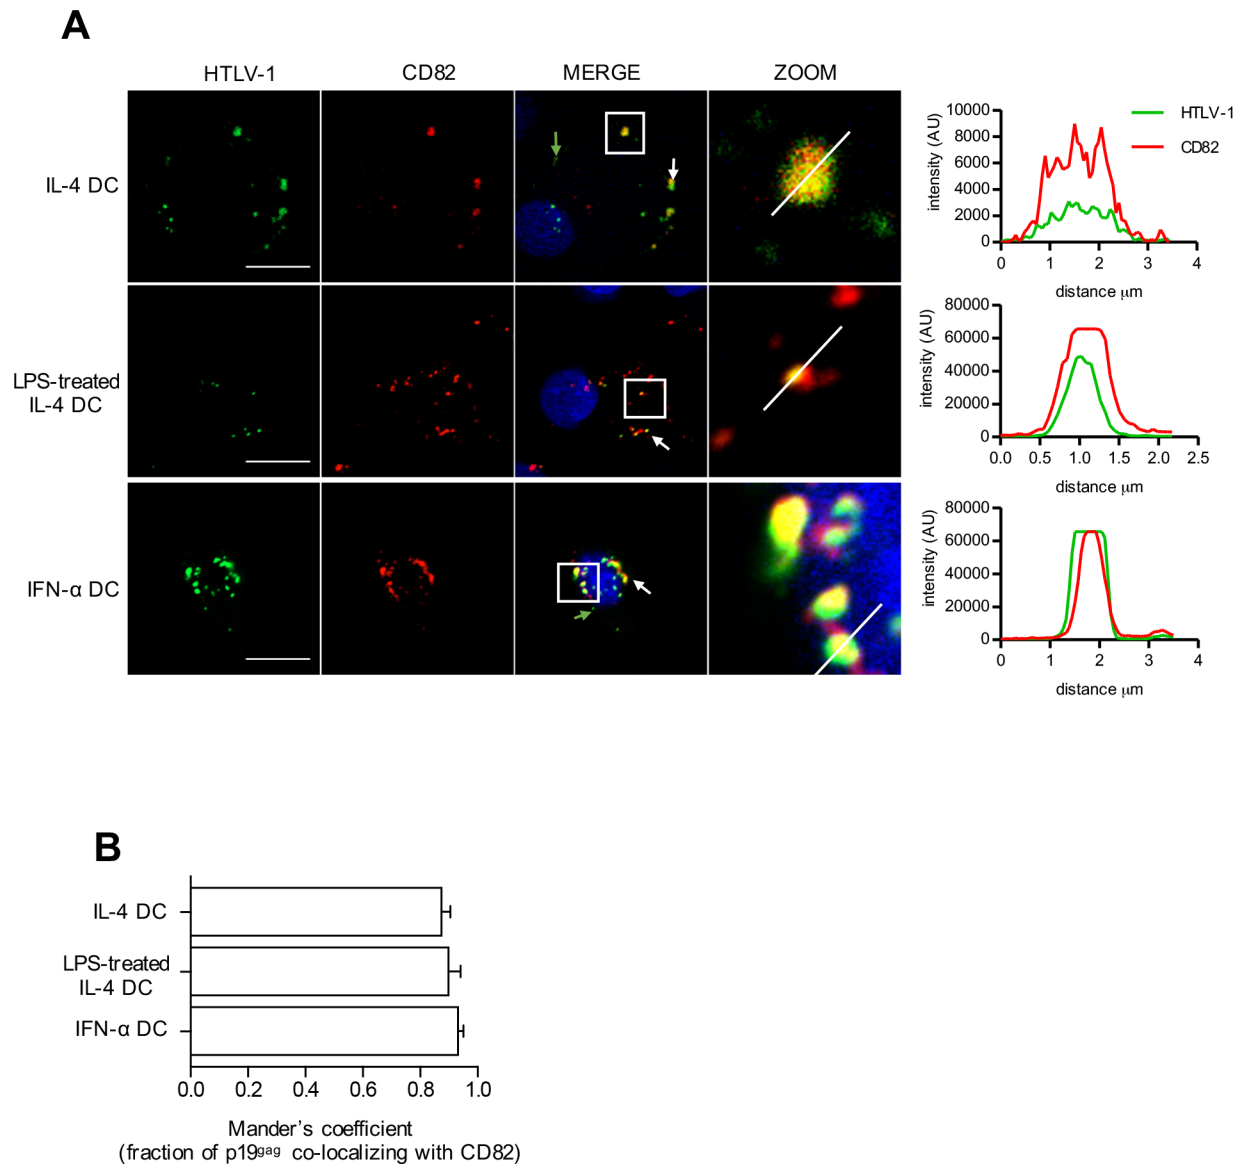 A
HTLV-1 CD82 MERGE ZOOM
IL-4 DC
LPS-treated
IL-4 DC
IFN-α DC
intensity (AU)
10000
8000
6000
4000
2000
0
0 1 2 3 4
distance μm
HTLV-1
CD82
intensity (AU)
80000
60000
40000
20000
0
0.0 0.5 1.0 1.5 2.0 2.5
distance μm
intensity (AU)
80000
60000
40000
20000
0
0 1 2 3 4
distance μm
B
IL-4 DC
LPS-treated
IL-4 DC
IFN-α DC
0.0 0.2 0.4 0.6 0.8 1.0
Mander's coefficient
(fraction of p19gag co-localizing with CD82)